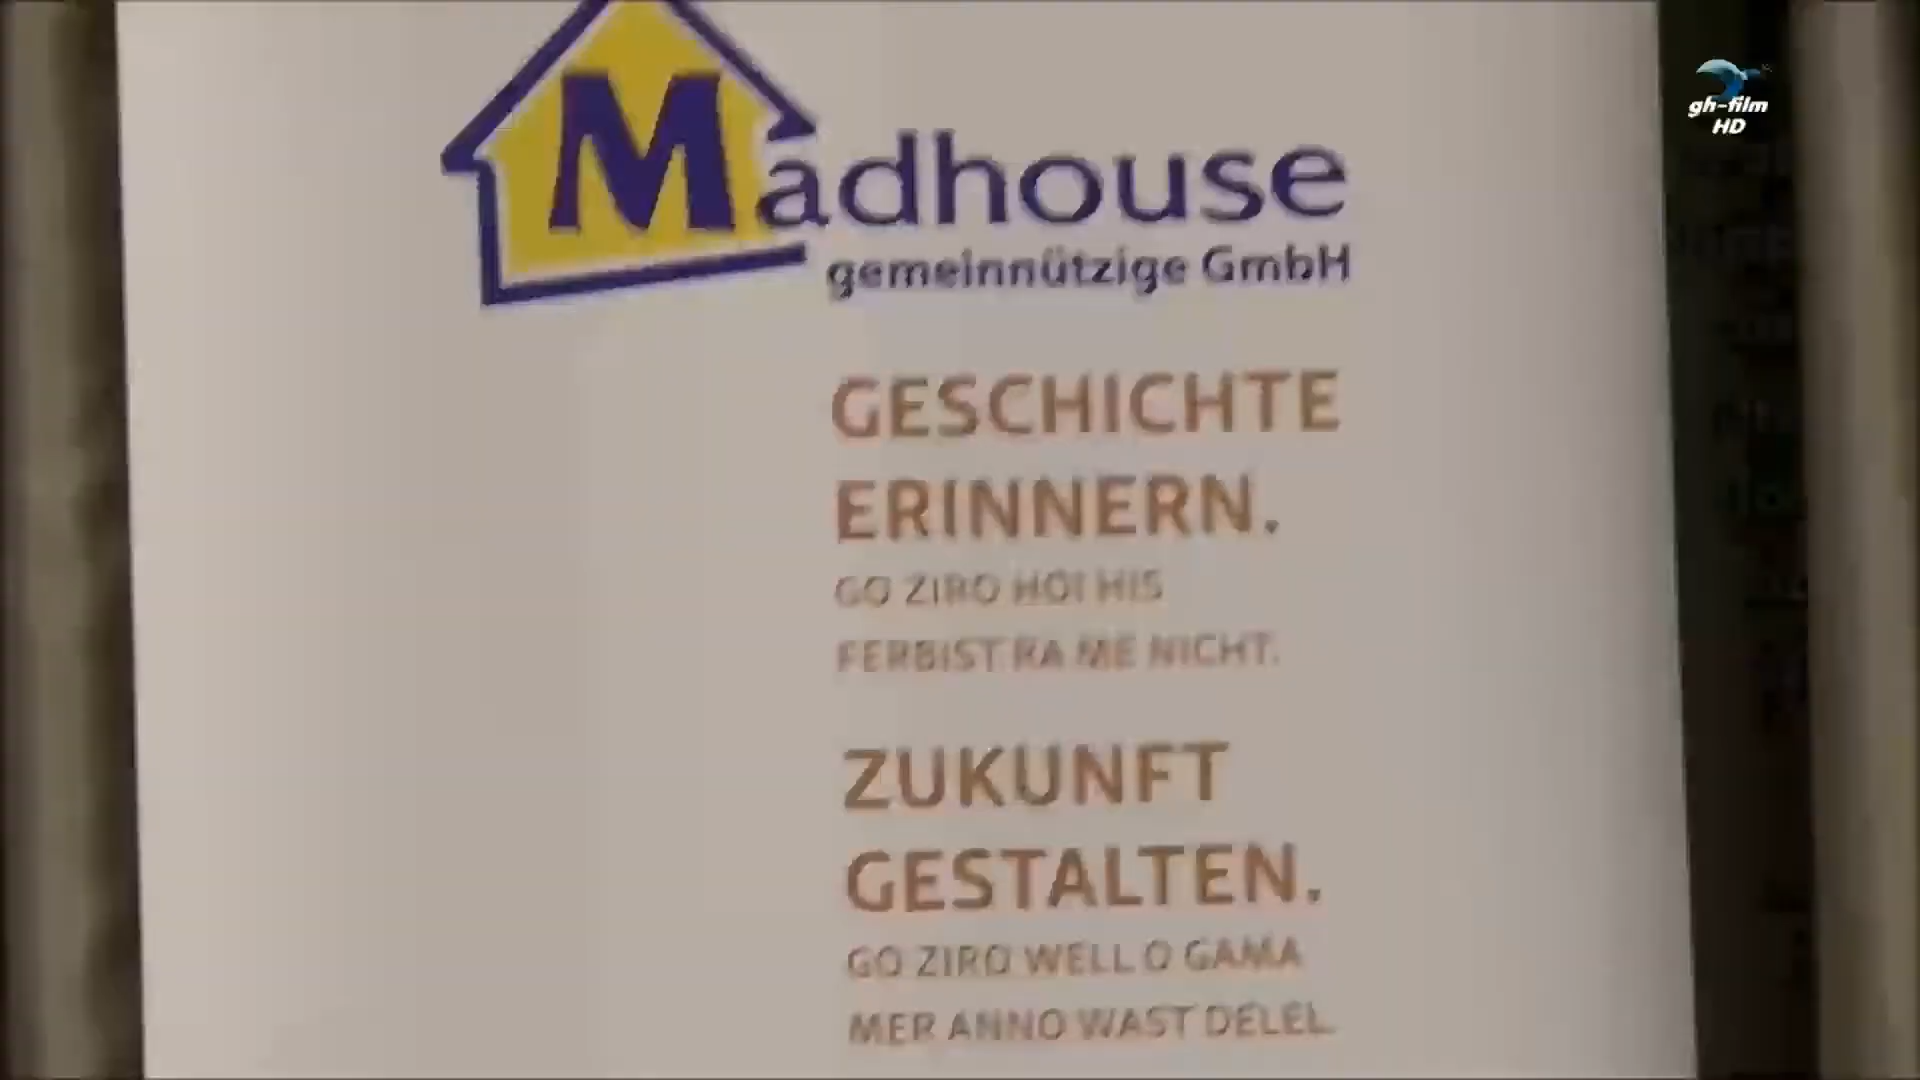 Madhouse
gemeinnützige GmbH
gh-film
HD
GESCHICHTE
ERINNERN.
GO ZIRO HOI HIS
FERBIST RA ME NICHT.
ZUKUNFT
GESTALTEN.
GO ZIRO WELL O GAMA
MER ANNO WAST DELEL